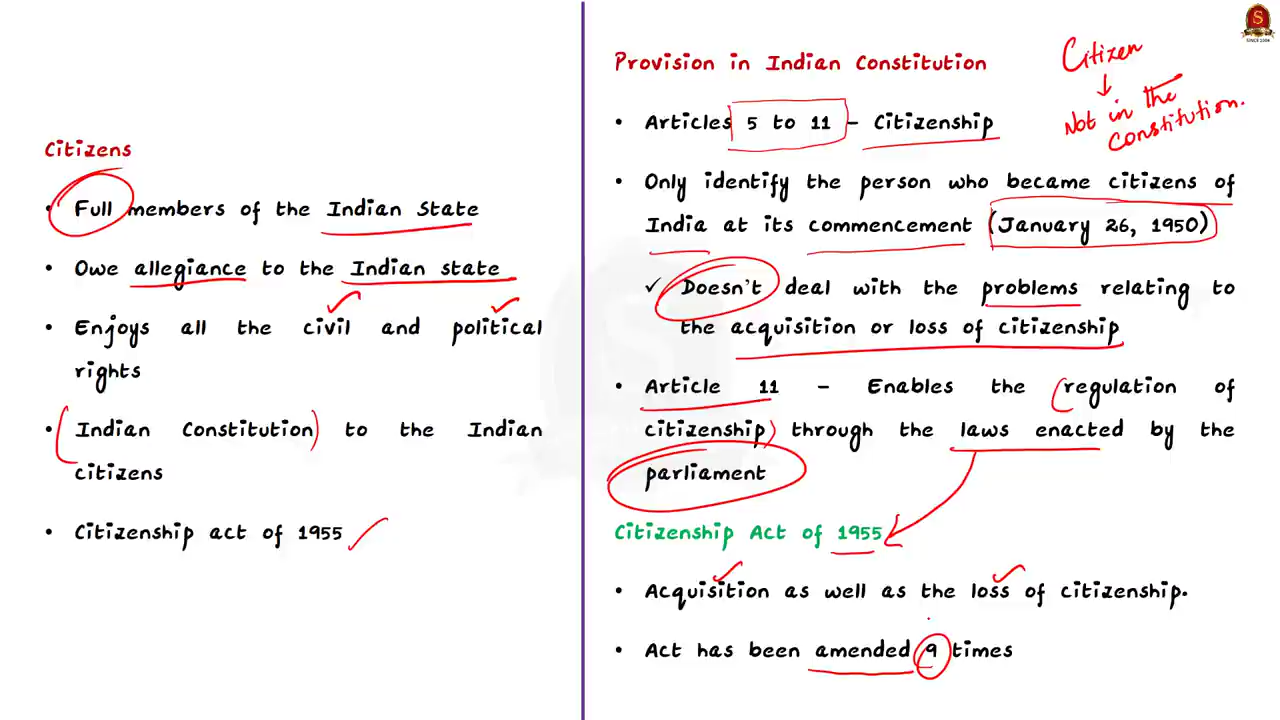 Citizens
• Full members of the Indian State
• Owe allegiance to the Indian state
• Enjoys all the civil and political
rights
• Indian Constitution to the Indian
citizens
• Citizenship act of 1955
Provision in Indian Constitution
• Articles 5 to 11 – Citizenship
• Only identify the person who became citizens of
India at its commencement (January 26, 1950)
✓ Doesn't deal with the problems relating to
the acquisition or loss of citizenship
• Article 11 – Enables the regulation of
citizenship through the laws enacted by the
parliament
Citizenship Act of 1955
• Acquisition as well as the loss of citizenship.
• Act has been amended 9 times
Citizen
↓
Not in the
constitution.
S
SINCE 2004